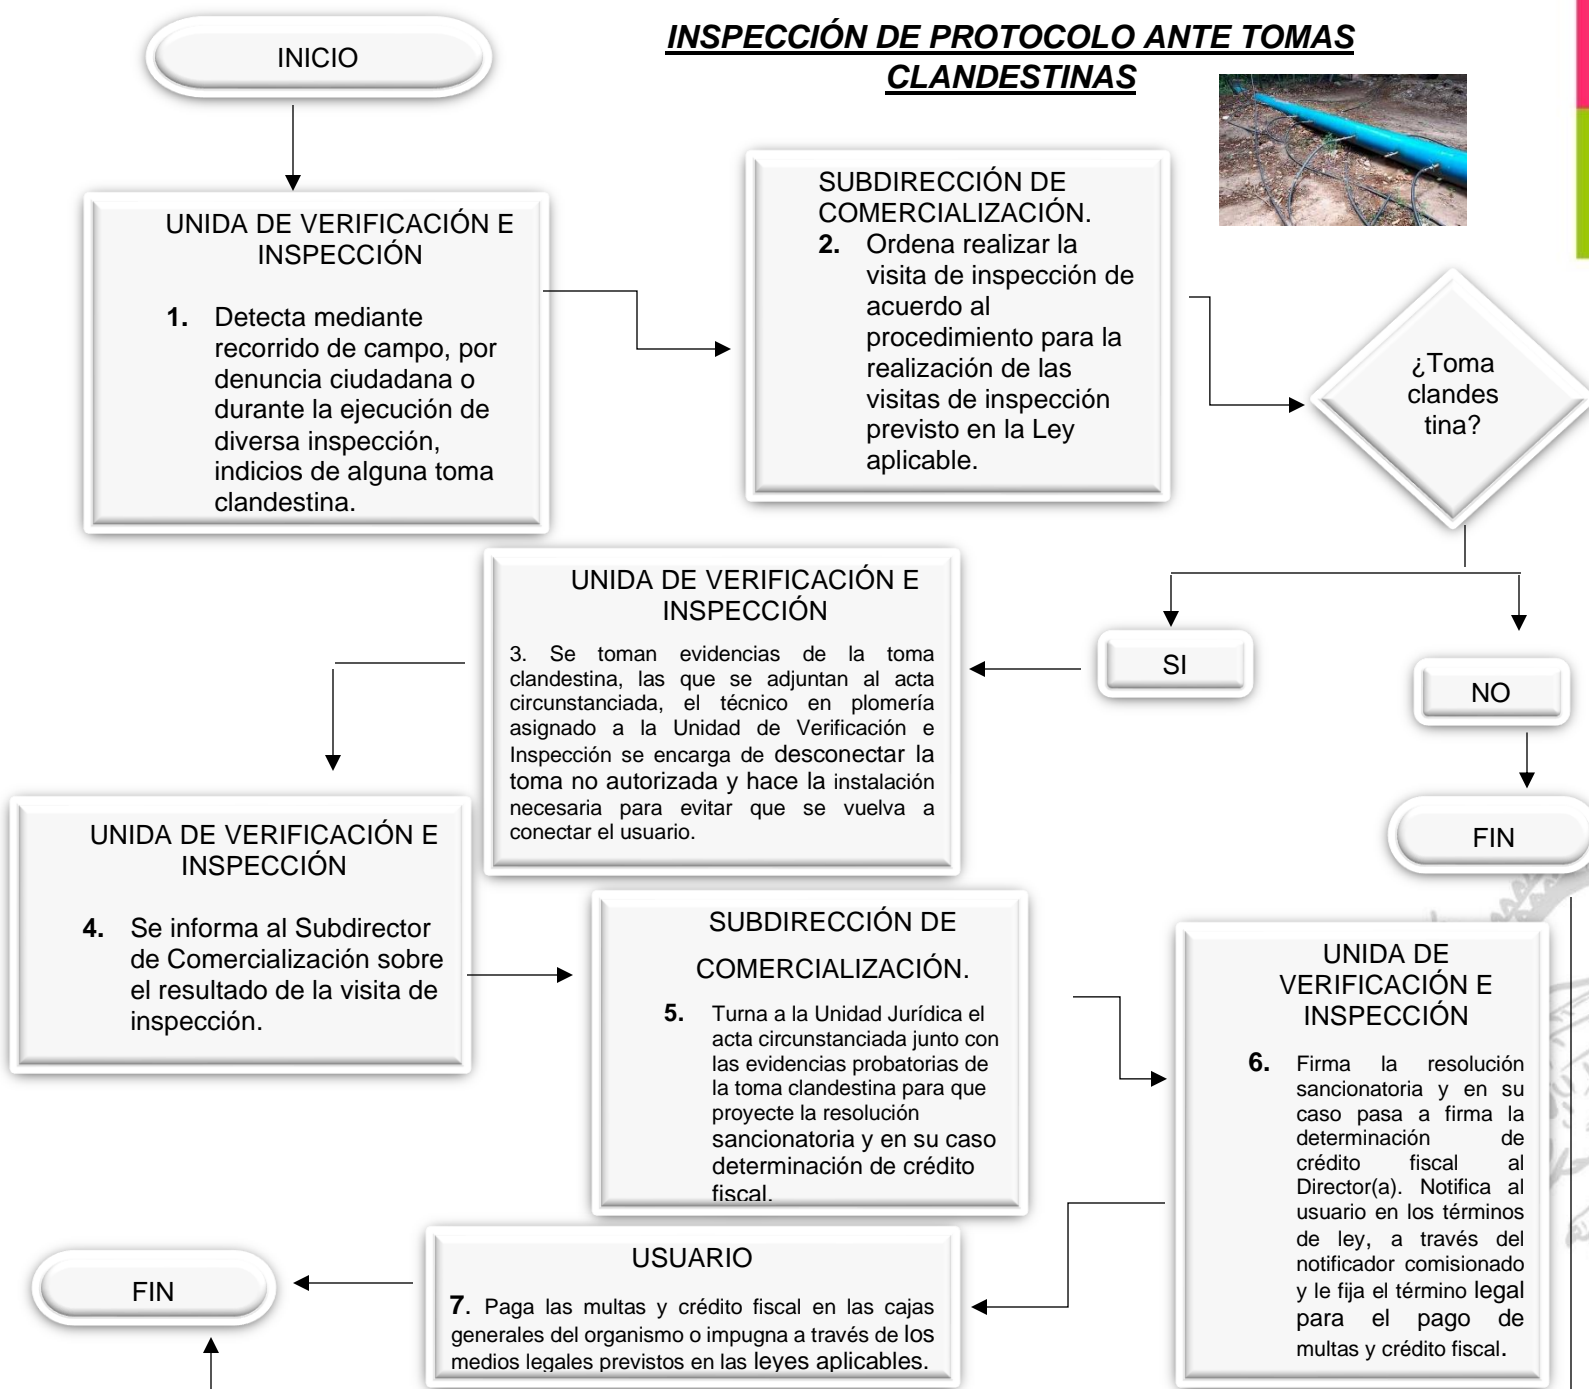 INSPECCIÓN DE PROTOCOLO ANTE TOMAS
CLANDESTINAS
INICIO
UNIDA DE VERIFICACIÓN E
INSPECCIÓN
1. Detecta mediante
recorrido de campo, por
denuncia ciudadana o
durante la ejecución de
diversa inspección,
indicios de alguna toma
clandestina.
SUBDIRECCIÓN DE
COMERCIALIZACIÓN.
2. Ordena realizar la
visita de inspección de
acuerdo al
procedimiento para la
realización de las
visitas de inspección
previsto en la Ley
aplicable.
¿Toma
clandes
tina?
SI
NO
FIN
UNIDA DE VERIFICACIÓN E
INSPECCIÓN
3. Se toman evidencias de la toma
clandestina, las que se adjuntan al acta
circunstanciada, el técnico en plomería
asignado a la Unidad de Verificación e
Inspección se encarga de desconectar la
toma no autorizada y hace la instalación
necesaria para evitar que se vuelva a
conectar el usuario.
UNIDA DE VERIFICACIÓN E
INSPECCIÓN
4. Se informa al Subdirector
de Comercialización sobre
el resultado de la visita de
inspección.
SUBDIRECCIÓN DE
COMERCIALIZACIÓN.
5. Turna a la Unidad Jurídica el
acta circunstanciada junto con
las evidencias probatorias de
la toma clandestina para que
proyecte la resolución
sancionatoria y en su caso
determinación de crédito
fiscal.
UNIDA DE
VERIFICACIÓN E
INSPECCIÓN
6. Firma la resolución
sancionatoria y en su
caso pasa a firma la
determinación de
crédito fiscal al
Director(a). Notifica al
usuario en los términos
de ley, a través del
notificador comisionado
y le fija el término legal
para el pago de
multas y crédito fiscal.
USUARIO
7. Paga las multas y crédito fiscal en las cajas
generales del organismo o impugna a través de los
medios legales previstos en las leyes aplicables.
FIN